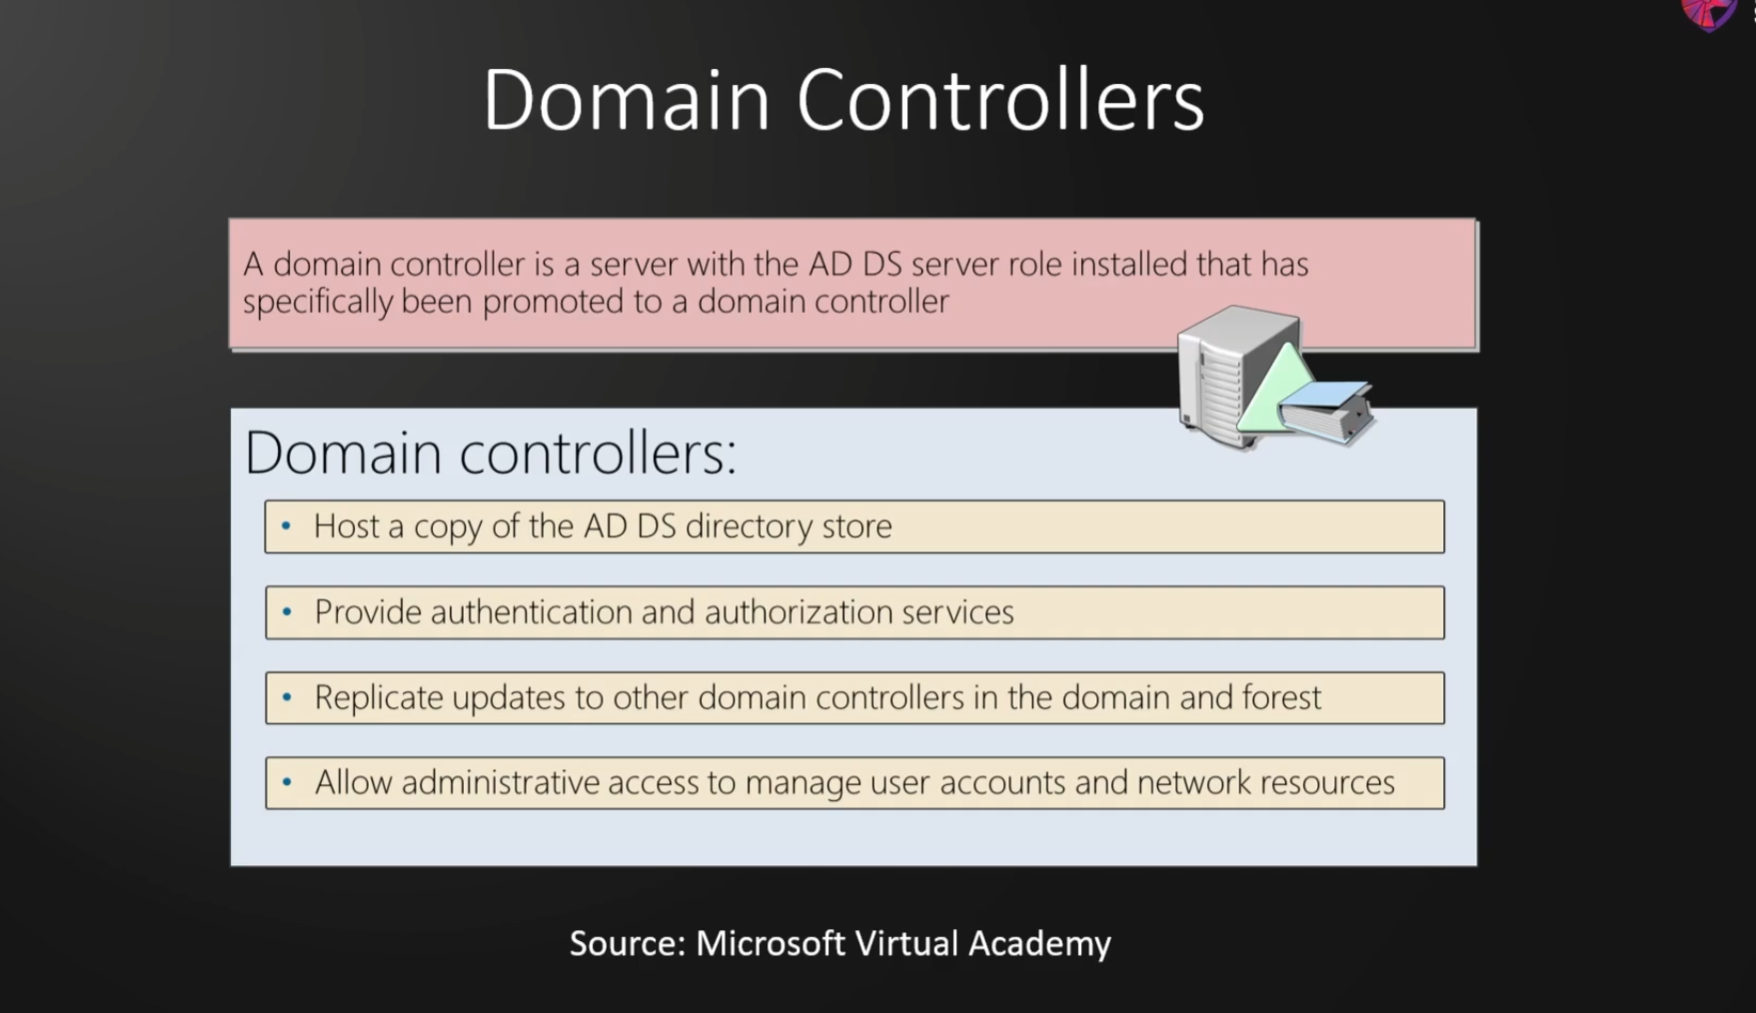 Domain Controllers
A domain controller is a server with the AD DS server role installed that has
specifically been promoted to a domain controller
Domain controllers:
• Host a copy of the AD DS directory store
• Provide authentication and authorization services
• Replicate updates to other domain controllers in the domain and forest
• Allow administrative access to manage user accounts and network resources
Source: Microsoft Virtual Academy